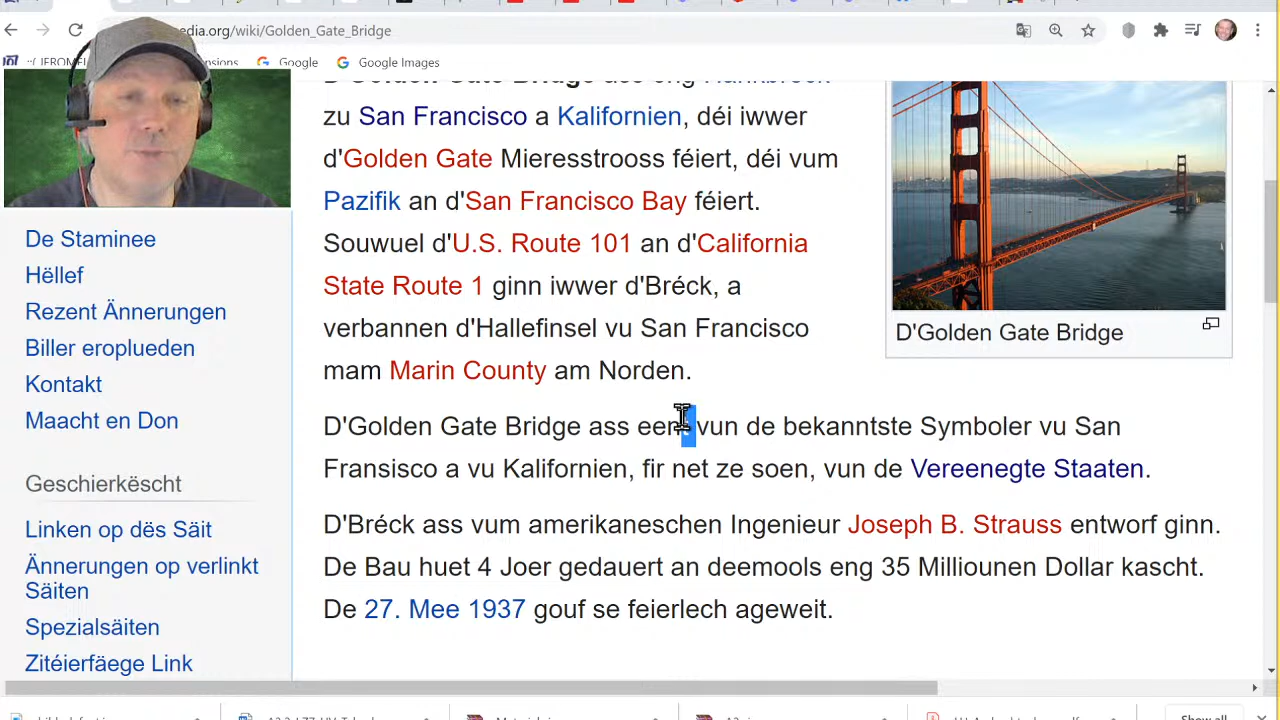 edia.org/wiki/Golden_Gate_Bridge
Google
Google Images
zu San Francisco a Kalifornien, déi iwwer
d'Golden Gate Mieresstrooss féiert, déi vum
Pazifik an d'San Francisco Bay féiert.
Souwuel d'U.S. Route 101 an d'California
State Route 1 ginn iwwer d'Bréck, a
verbannen d'Hallefinsel vu San Francisco
mam Marin County am Norden.
D'Golden Gate Bridge
D'Golden Gate Bridge ass een vun de bekanntste Symboler vu San
Fransisco a vu Kalifornien, fir net ze soen, vun de Vereenegte Staaten.
D'Bréck ass vum amerikaneschen Ingenieur Joseph B. Strauss entworf ginn.
De Bau huet 4 Joer gedauert an deemools eng 35 Milliounen Dollar kascht.
De 27. Mee 1937 gouf se feierlech ageweit.
De Staminee
Hëllef
Rezent Ännerungen
Biller eroplueden
Kontakt
Maacht en Don
Geschierkëscht
Linken op dës Säit
Ännerungen op verlinkt
Säiten
Spezialsäiten
Zitéierfäege Link
Show all